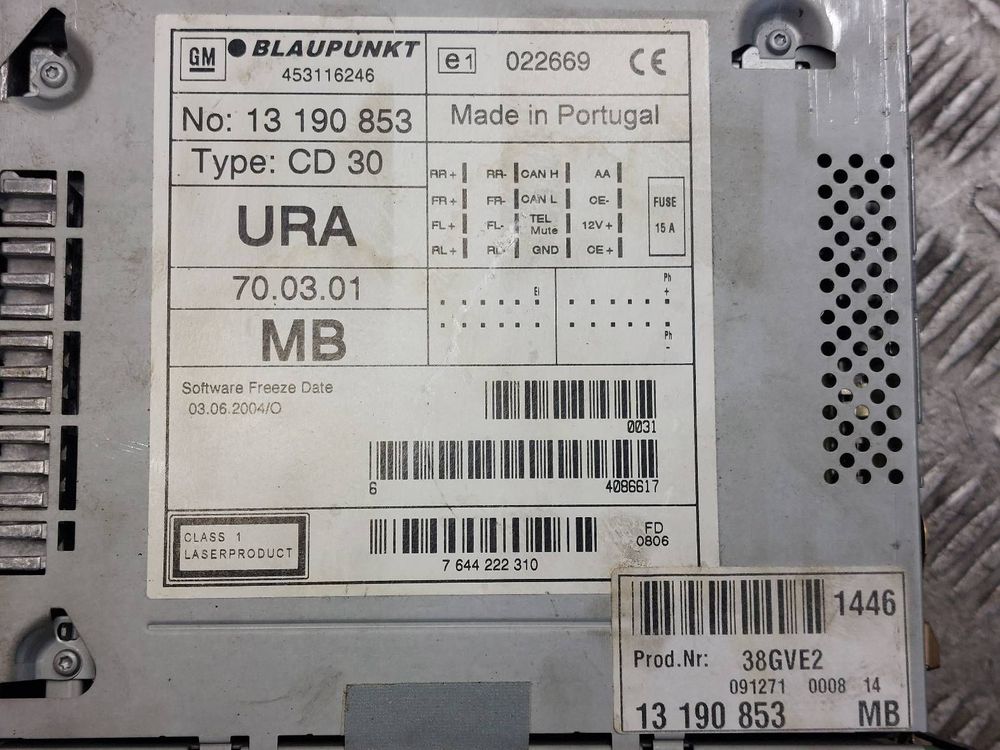 GM BLAUPUNKT
453116246
e1 022669 CE
No: 13 190 853
Made in Portugal
Type: CD 30
URA
70.03.01
MB
RR+ RR- CAN H AA
FR+ FR- CAN L CE-
FL+ FL- TEL Mute 12V+
RL+ RL- GND CE+
FUSE
15 A
Ph
+
Ph
-
Software Freeze Date
03.06.2004/O
0031
6 4086617
CLASS 1
LASERPRODUCT
7 644 222 310
FD
0806
1446
Prod.Nr: 38GVE2
091271 0008 14
13 190 853 MB